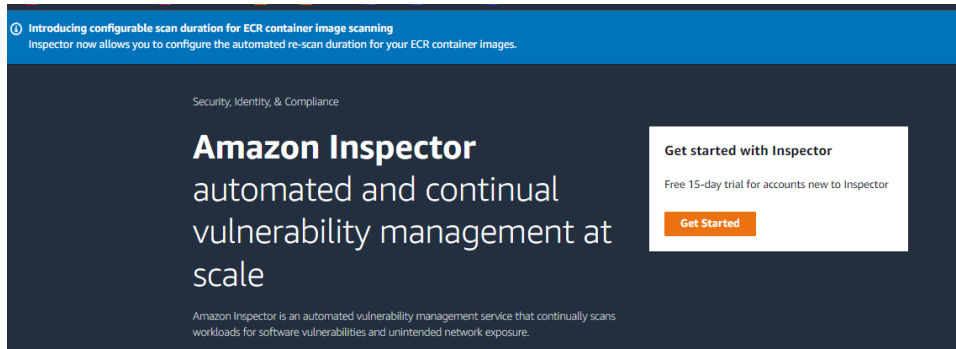 Introducing configurable scan duration for ECR container image scanning
Inspector now allows you to configure the automated re-scan duration for your ECR container images.
Security, Identity, & Compliance
Amazon Inspector
automated and continual
vulnerability management at
scale
Amazon Inspector is an automated vulnerability management service that continually scans
workloads for software vulnerabilities and unintended network exposure.
Get started with Inspector
Free 15-day trial for accounts new to Inspector
Get Started